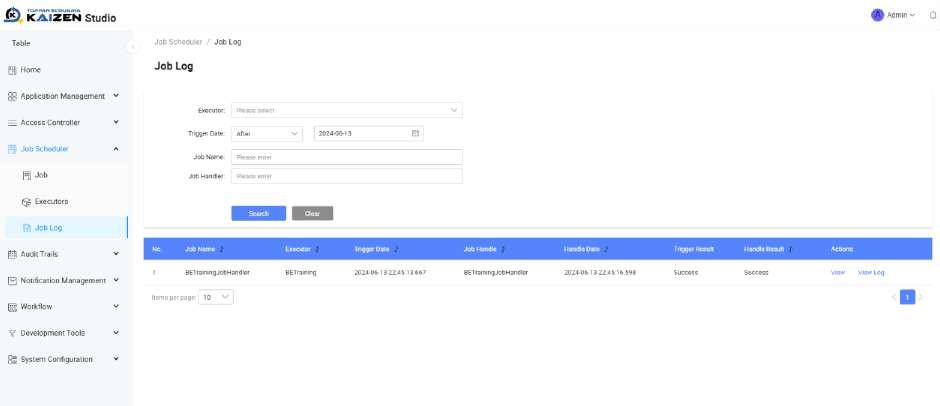 TOPPAN ECQUARIA
KAIZEN Studio
A Admin
Table
Home
Application Management
Access Controller
Job Scheduler
Job
Executors
Job Log
Audit Trails
Notification Management
Workflow
Development Tools
System Configuration
Job Scheduler / Job Log
Job Log
Executor: Please select
Trigger Date: After 2024-06-13
Job Name: Please enter
Job Handler: Please enter
Search Clear
No. Job Name Executor Trigger Date Job Handle Handle Date Trigger Result Handle Result Actions
1 BETrainingJobHandler BETraining 2024-06-13 22:45:13.667 BETrainingJobHandler 2024-06-13 22:45:16.598 Success Success View View Log
Items per page: 10
1